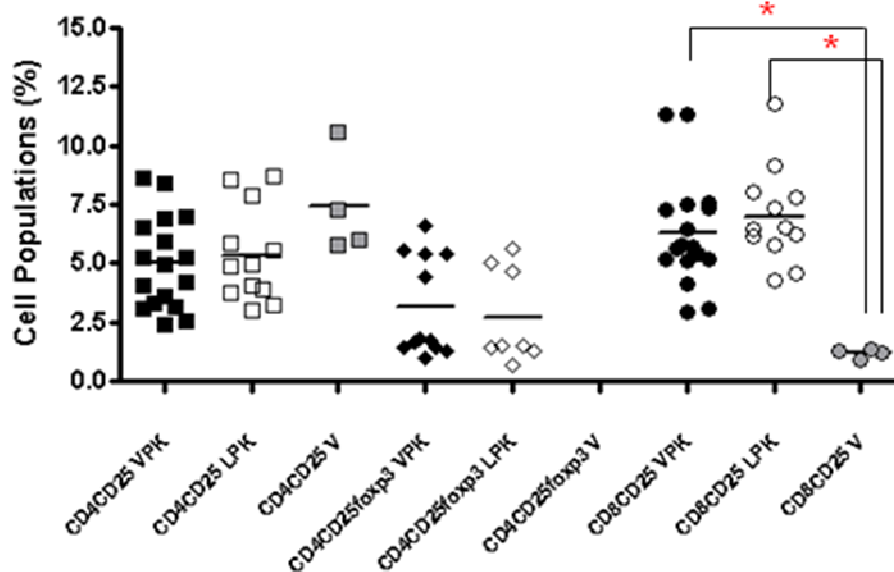 *
*
Cell Populations (%)
15.0
12.5
10.0
7.5
5.0
2.5
0.0
CD4CD25 VPK
CD4CD25 LPK
CD4CD25 V
CD4CD25foxp3 VPK
CD4CD25foxp3 LPK
CD4CD25foxp3 V
CD8CD25 VPK
CD8CD25 LPK
CD8CD25 V